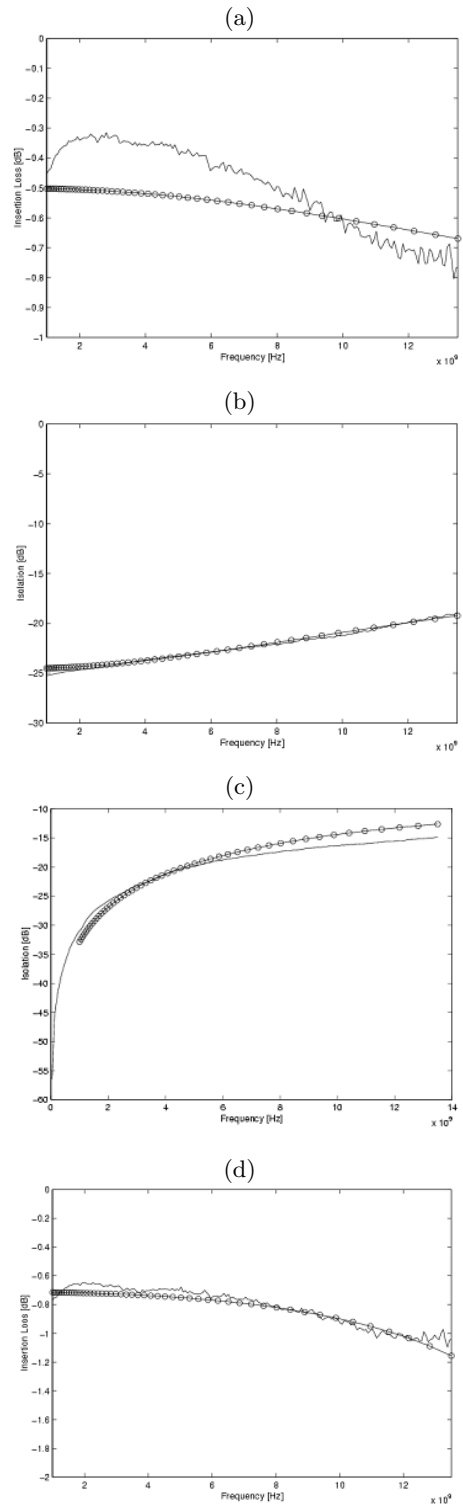 (a)
0
−0.1
−0.2
−0.3
−0.4
−0.5
−0.6
−0.7
−0.8
−0.9
−1
Insertion Loss [dB]
2 4 6 8 10 12
Frequency [Hz]
x 10⁹
(b)
0
−5
−10
−15
−20
−25
−30
Isolation [dB]
2 4 6 8 10 12
Frequency [Hz]
x 10⁹
(c)
−10
−15
−20
−25
−30
−35
−40
−45
−50
−55
−60
Isolation [dB]
0 2 4 6 8 10 12 14
Frequency [Hz]
x 10⁹
(d)
0
−0.2
−0.4
−0.6
−0.8
−1
−1.2
−1.4
−1.6
−1.8
−2
Insertion Loss [dB]
2 4 6 8 10 12
Frequency [Hz]
x 10⁹